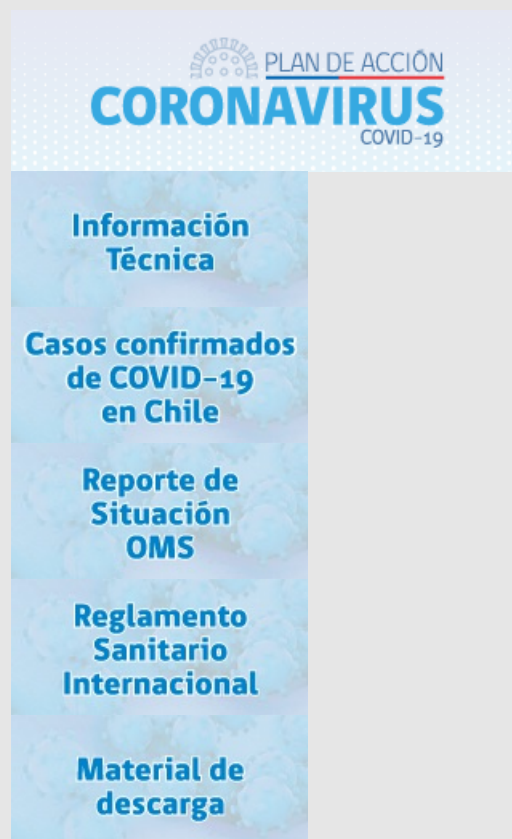 PLAN DE ACCIÓN
CORONAVIRUS
COVID-19
Información
Técnica
Casos confirmados
de COVID-19
en Chile
Reporte de
Situación
OMS
Reglamento
Sanitario
Internacional
Material de
descarga